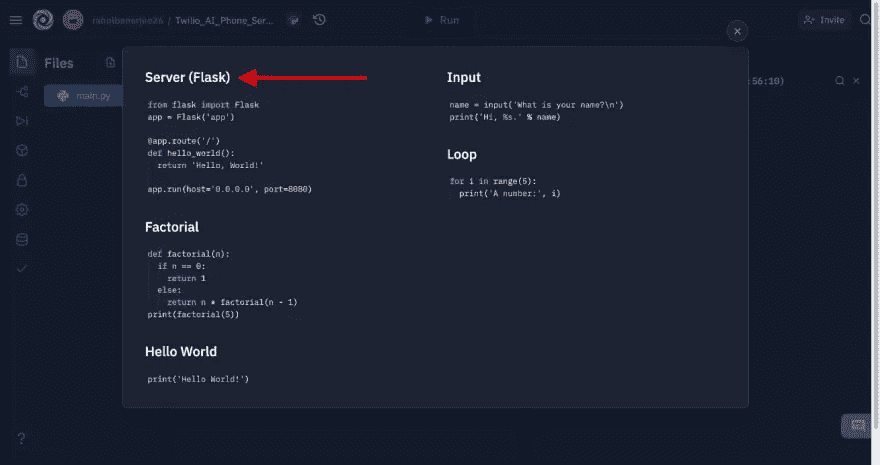 rahulbanerjee26 / Twilio_AI_Phone_Ser...
Run
Invite
Files
main.py
:56:10)
Server (Flask)
from flask import Flask
app = Flask('app')
@app.route('/')
def hello_world():
return 'Hello, World!'
app.run(host='0.0.0.0', port=8080)
Factorial
def factorial(n):
if n == 0:
return 1
else:
return n * factorial(n - 1)
print(factorial(5))
Hello World
print('Hello World!')
Input
name = input('What is your name?\n')
print('Hi, %s.' % name)
Loop
for i in range(5):
print('A number:', i)
?